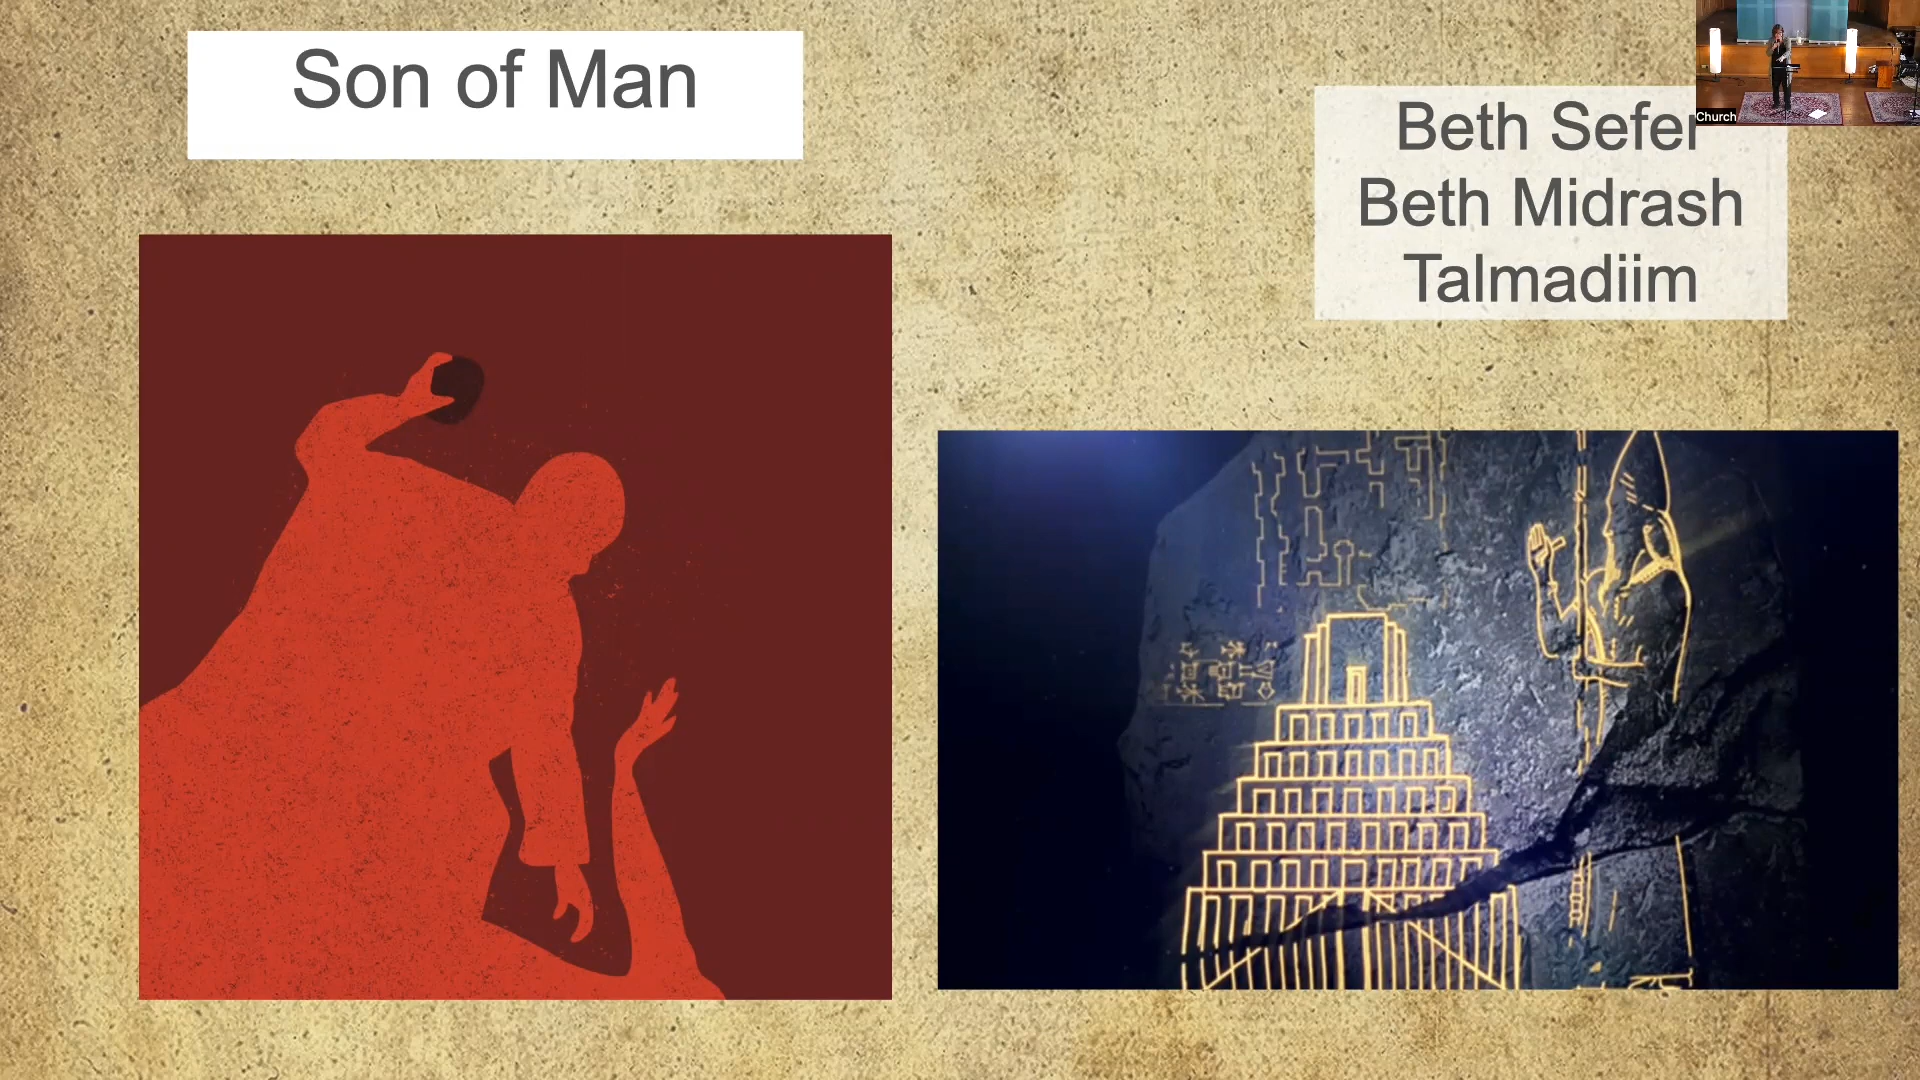 Son of Man
Church
Beth Sefer
Beth Midrash
Talmadiim